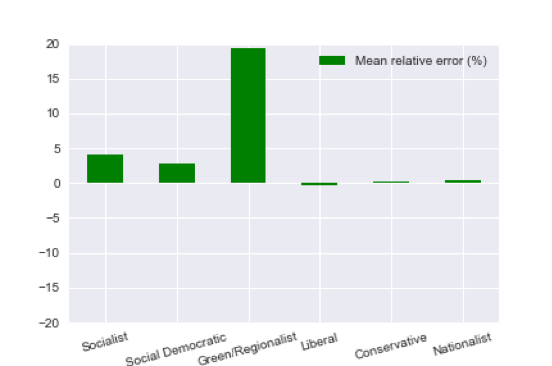 20
15
10
5
0
−5
−10
−15
−20
Mean relative error (%)
Socialist
Social Democratic
Green/Regionalist
Liberal
Conservative
Nationalist